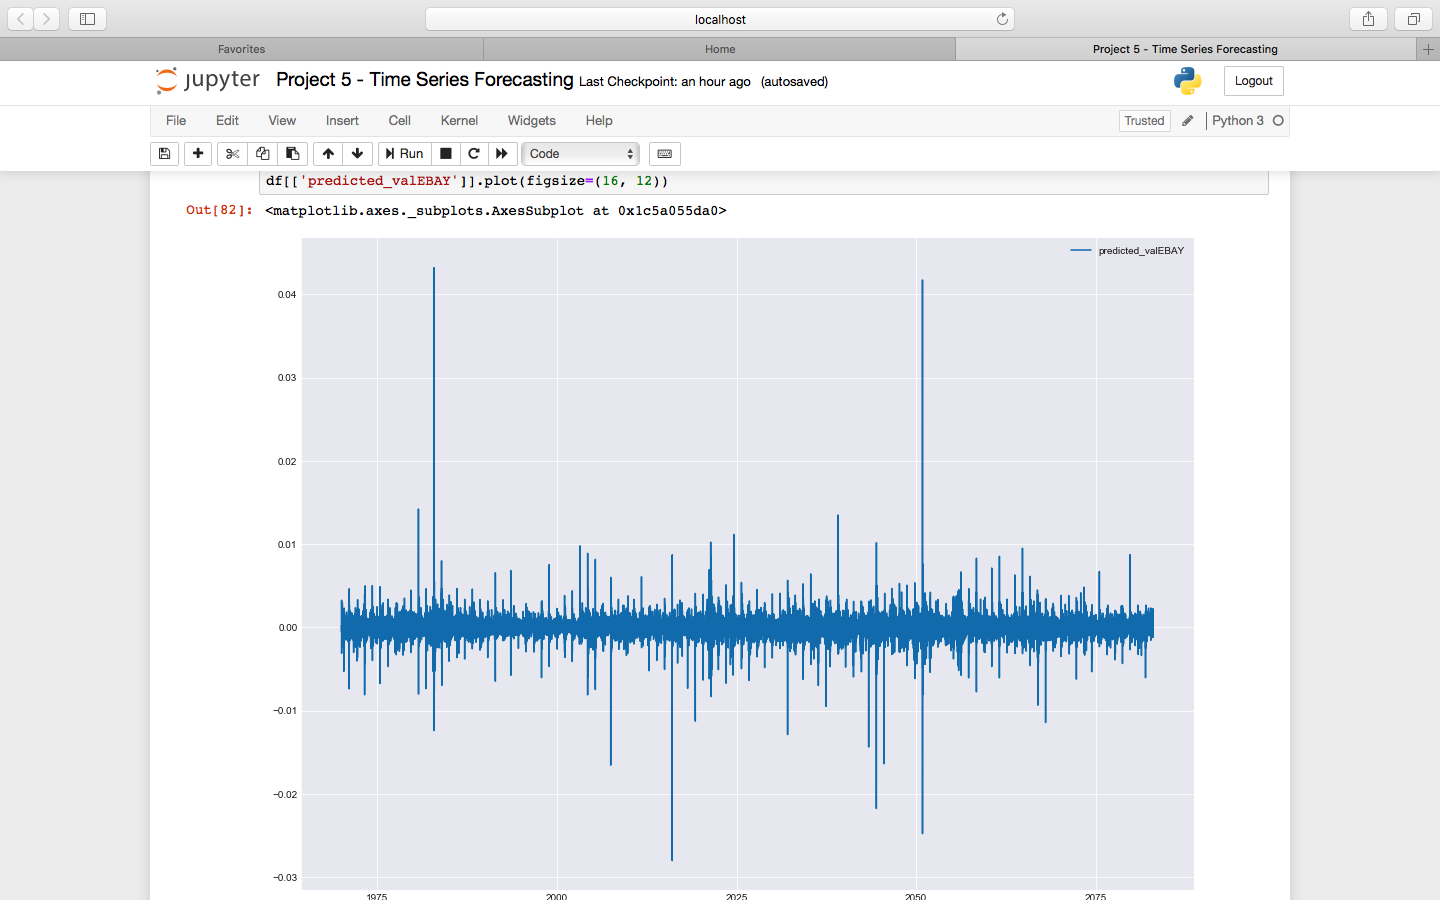 localhost
Favorites
Home
Project 5 - Time Series Forecasting
jupyter Project 5 - Time Series Forecasting Last Checkpoint: an hour ago (autosaved)
Logout
File Edit View Insert Cell Kernel Widgets Help
Trusted
Python 3
Run
Code
df[['predicted_valEBAY']].plot(figsize=(16, 12))
Out[82]: <matplotlib.axes._subplots.AxesSubplot at 0x1c5a055da0>
predicted_valEBAY
0.04
0.03
0.02
0.01
0.00
−0.01
−0.02
−0.03
1975 2000 2025 2050 2075